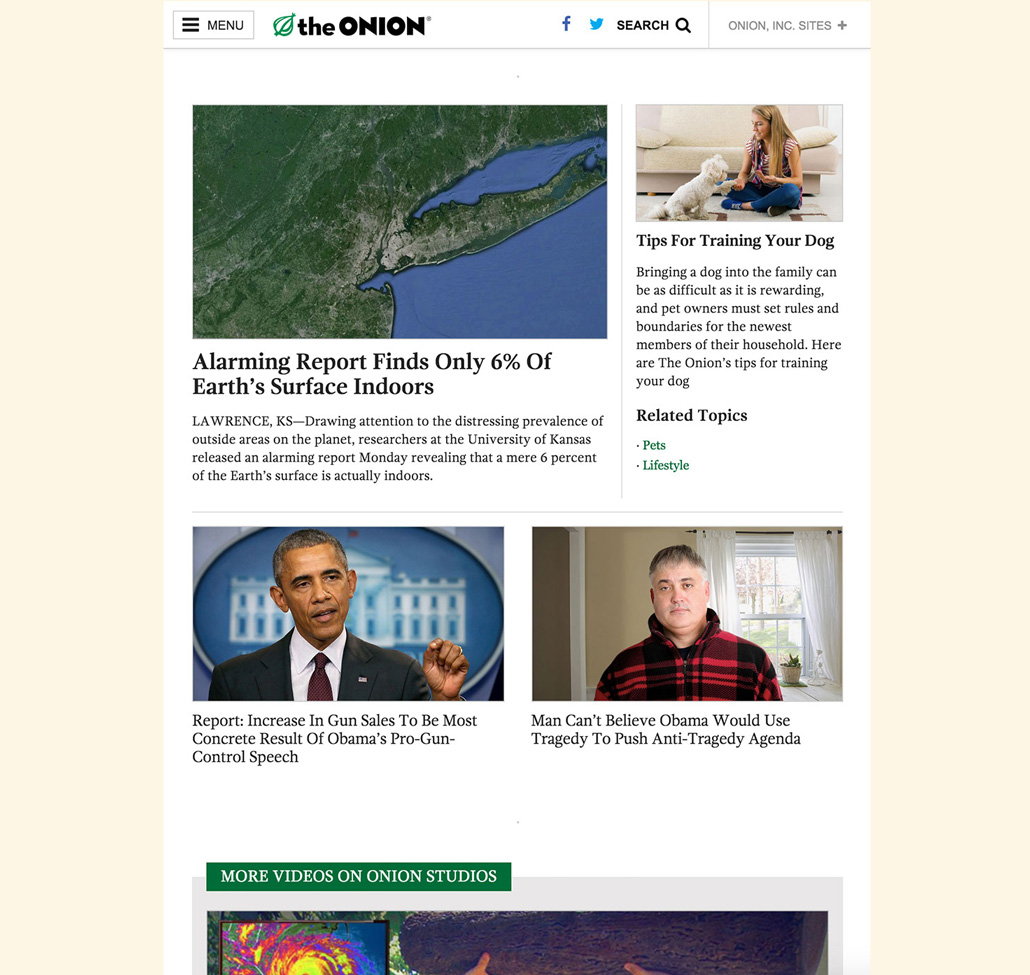 MENU
the ONION®
SEARCH
ONION, INC. SITES +
Alarming Report Finds Only 6% Of
Earth’s Surface Indoors
LAWRENCE, KS—Drawing attention to the distressing prevalence of
outside areas on the planet, researchers at the University of Kansas
released an alarming report Monday revealing that a mere 6 percent
of the Earth’s surface is actually indoors.
Tips For Training Your Dog
Bringing a dog into the family can
be as difficult as it is rewarding,
and pet owners must set rules and
boundaries for the newest
members of their household. Here
are The Onion’s tips for training
your dog
Related Topics
· Pets
· Lifestyle
Report: Increase In Gun Sales To Be Most
Concrete Result Of Obama’s Pro-Gun-
Control Speech
Man Can’t Believe Obama Would Use
Tragedy To Push Anti-Tragedy Agenda
MORE VIDEOS ON ONION STUDIOS